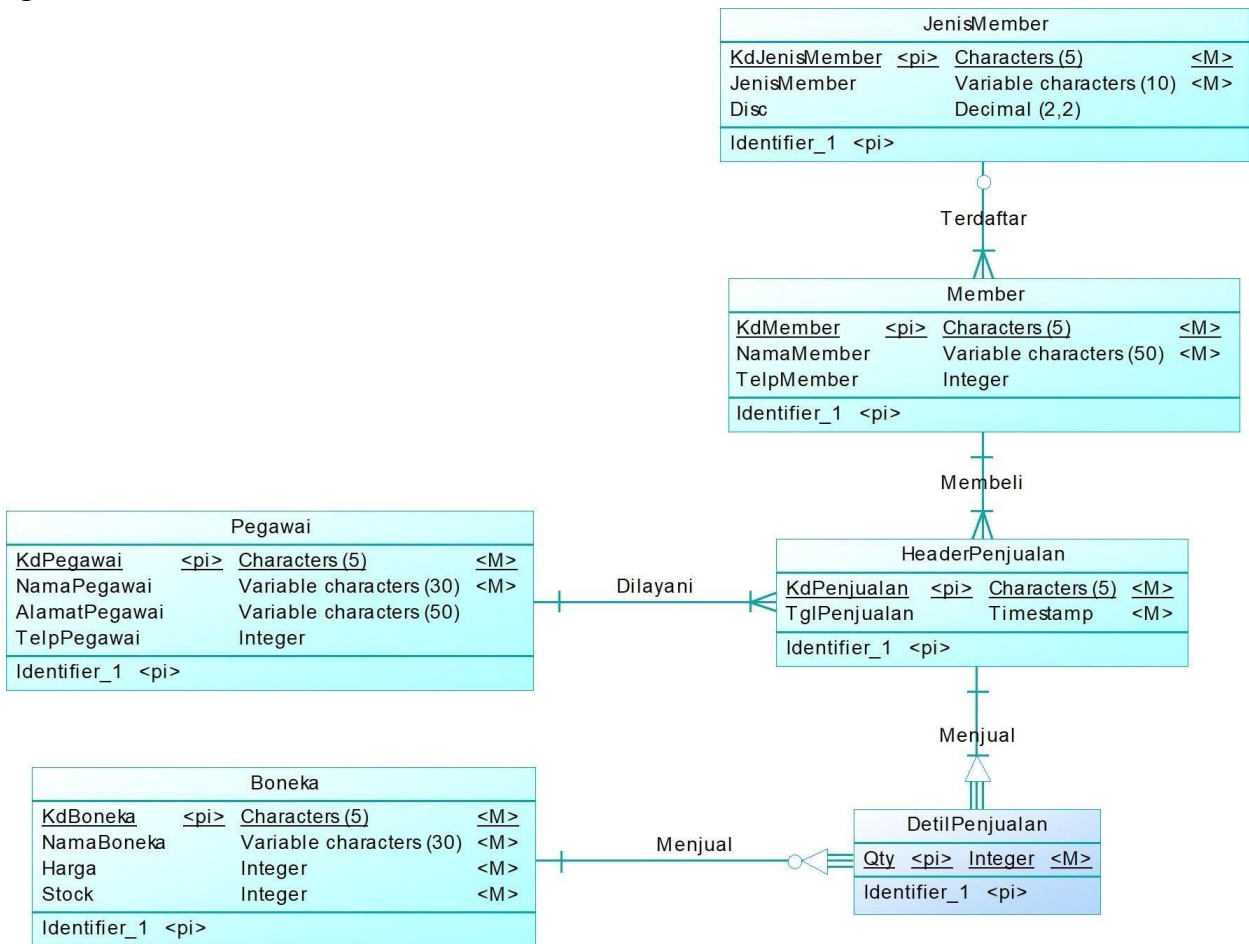 JenisMember
KdJenisMember <pi> Characters (5) <M>
JenisMember Variable characters (10) <M>
Disc Decimal (2,2)
Identifier_1 <pi>
Terdaftar
Member
KdMember <pi> Characters (5) <M>
NamaMember Variable characters (50) <M>
TelpMember Integer
Identifier_1 <pi>
Membeli
Pegawai
KdPegawai <pi> Characters (5) <M>
NamaPegawai Variable characters (30) <M>
AlamatPegawai Variable characters (50)
TelpPegawai Integer
Identifier_1 <pi>
Dilayani
HeaderPenjualan
KdPenjualan <pi> Characters (5) <M>
TglPenjualan Timestamp <M>
Identifier_1 <pi>
Menjual
Boneka
KdBoneka <pi> Characters (5) <M>
NamaBoneka Variable characters (30) <M>
Harga Integer <M>
Stock Integer <M>
Identifier_1 <pi>
Menjual
DetilPenjualan
Qty <pi> Integer <M>
Identifier_1 <pi>